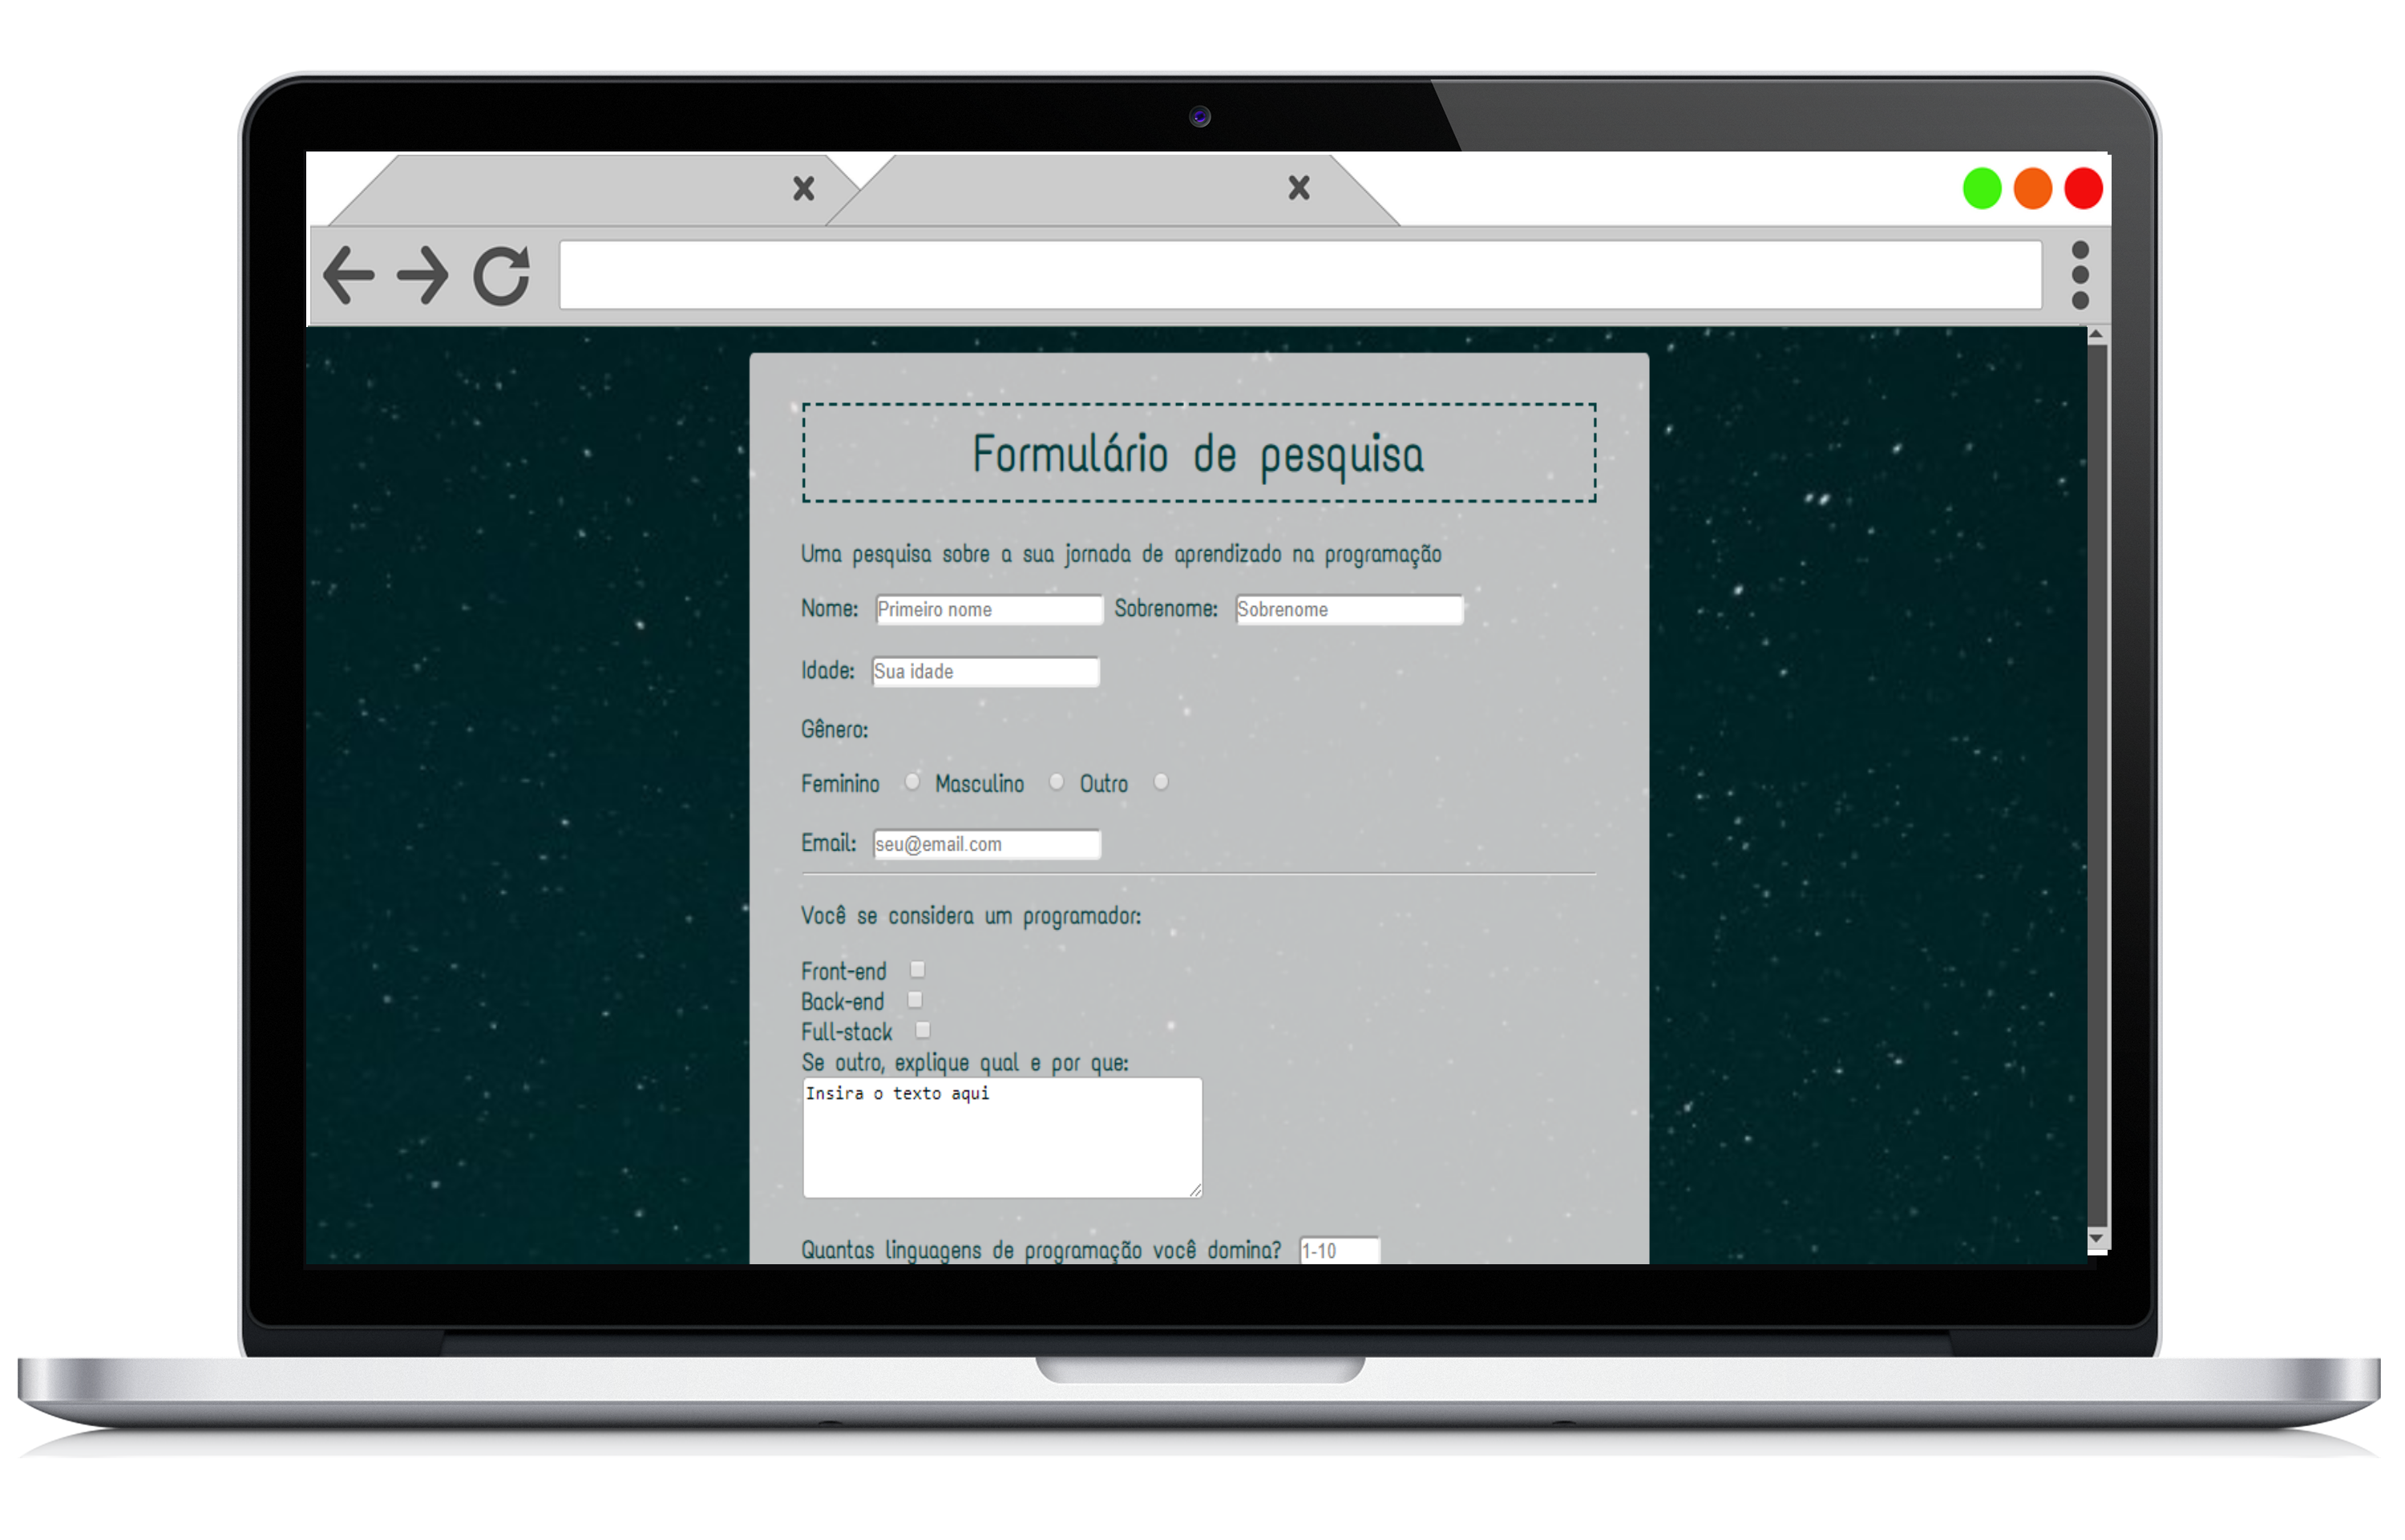 Formulário de pesquisa
Uma pesquisa sobre a sua jornada de aprendizado na programação
Nome: Primeiro nome Sobrenome: Sobrenome
Idade: Sua idade
Gênero:
Feminino Masculino Outro
Email: seu@email.com
Você se considera um programador:
Front-end
Back-end
Full-stack
Se outro, explique qual e por que:
Insira o texto aqui
Quantas linguagens de programação você domina? 1-10